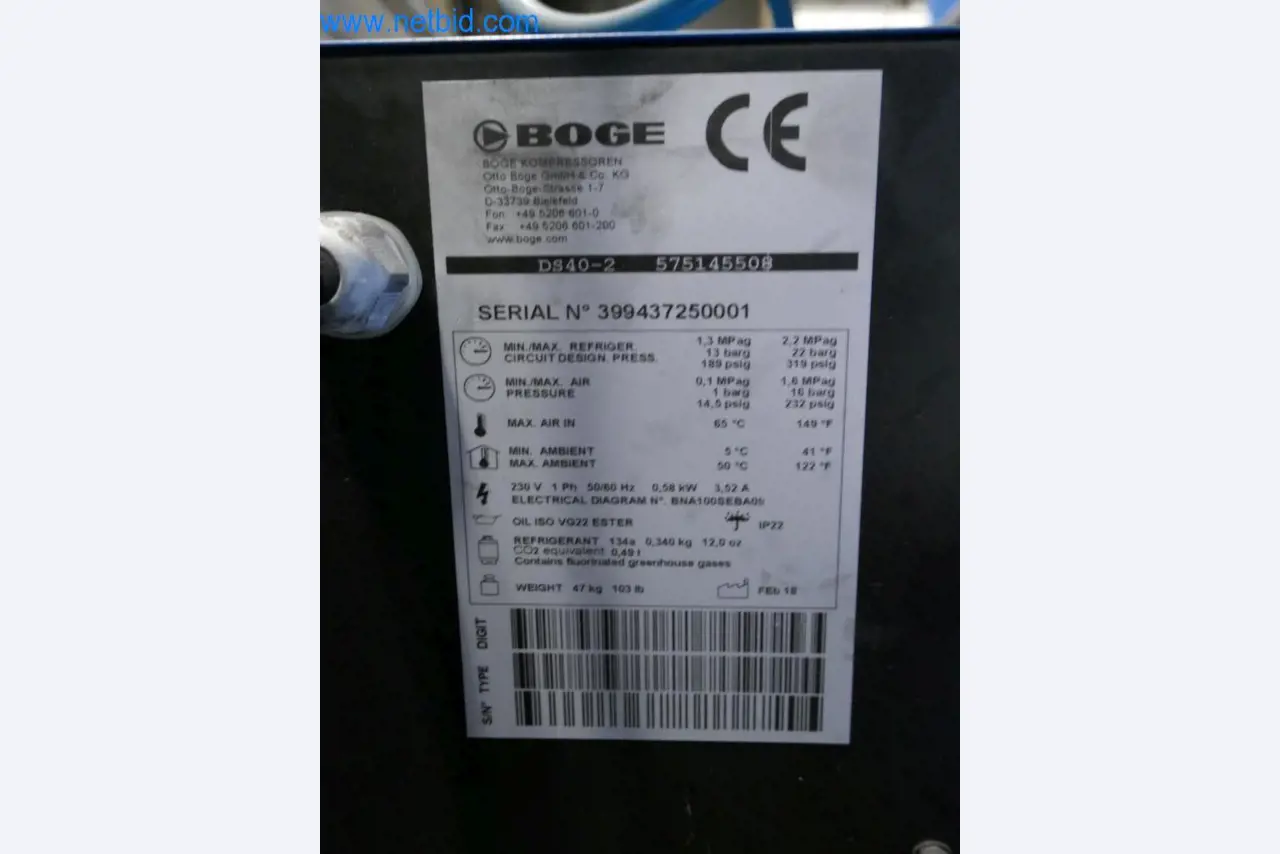 www.netbid.com
BOGE CE
BOGE KOMPRESSOREN
Otto Boge GmbH & Co. KG
Otto-Boge-Strasse 1-7
D-33739 Bielefeld
Fon +49 5206 601-0
Fax +49 5206 601-200
www.boge.com
DS40-2 575145508
SERIAL N° 399437250001
MIN./MAX. REFRIGER. 1,3 MPag 2,2 MPag
CIRCUIT DESIGN. PRESS. 13 barg 22 barg
189 psig 319 psig
MIN./MAX. AIR 0,1 MPag 1,6 MPag
PRESSURE 1 barg 16 barg
14,5 psig 232 psig
MAX. AIR IN 65 °C 149 °F
MIN. AMBIENT 5 °C 41 °F
MAX. AMBIENT 50 °C 122 °F
230 V 1 Ph 50/60 Hz 0,58 kW 3,52 A
ELECTRICAL DIAGRAM N°.
OIL ISO VG22 ESTER IP22
REFRIGERANT 134a 0,340 kg 12,0 oz
CO2 equivalent 0,49 t
Contains fluorinated greenhouse gases
WEIGHT 47 kg 103 lb FEb 18
DIGIT
TYPE
S/N°